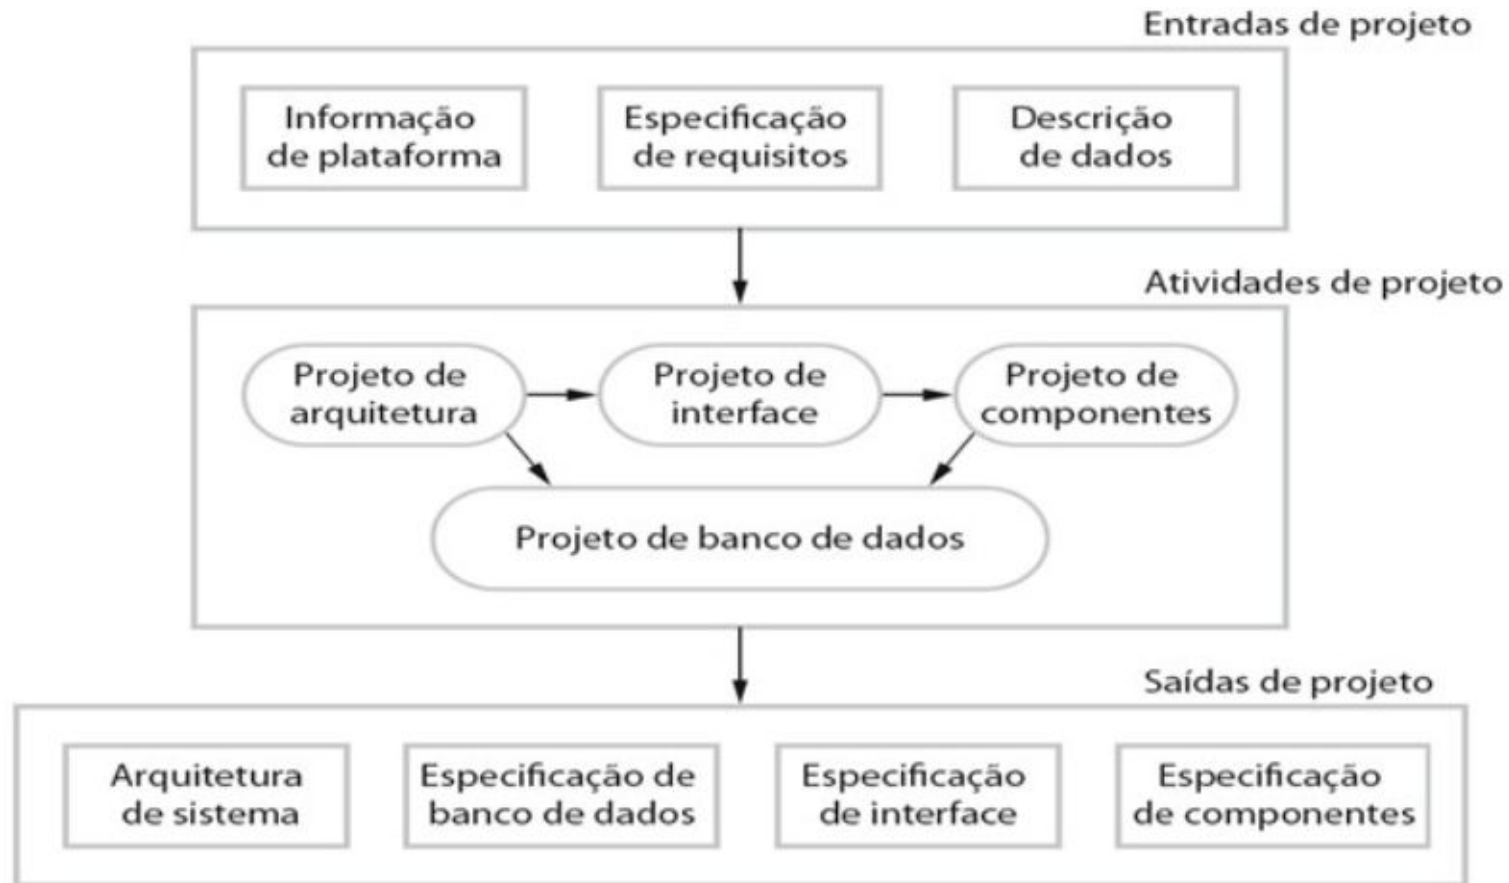 Entradas de projeto
Informação
de plataforma
Especificação
de requisitos
Descrição
de dados
Atividades de projeto
Projeto de
arquitetura
Projeto de
interface
Projeto de
componentes
Projeto de banco de dados
Saídas de projeto
Arquitetura
de sistema
Especificação de
banco de dados
Especificação
de interface
Especificação
de componentes